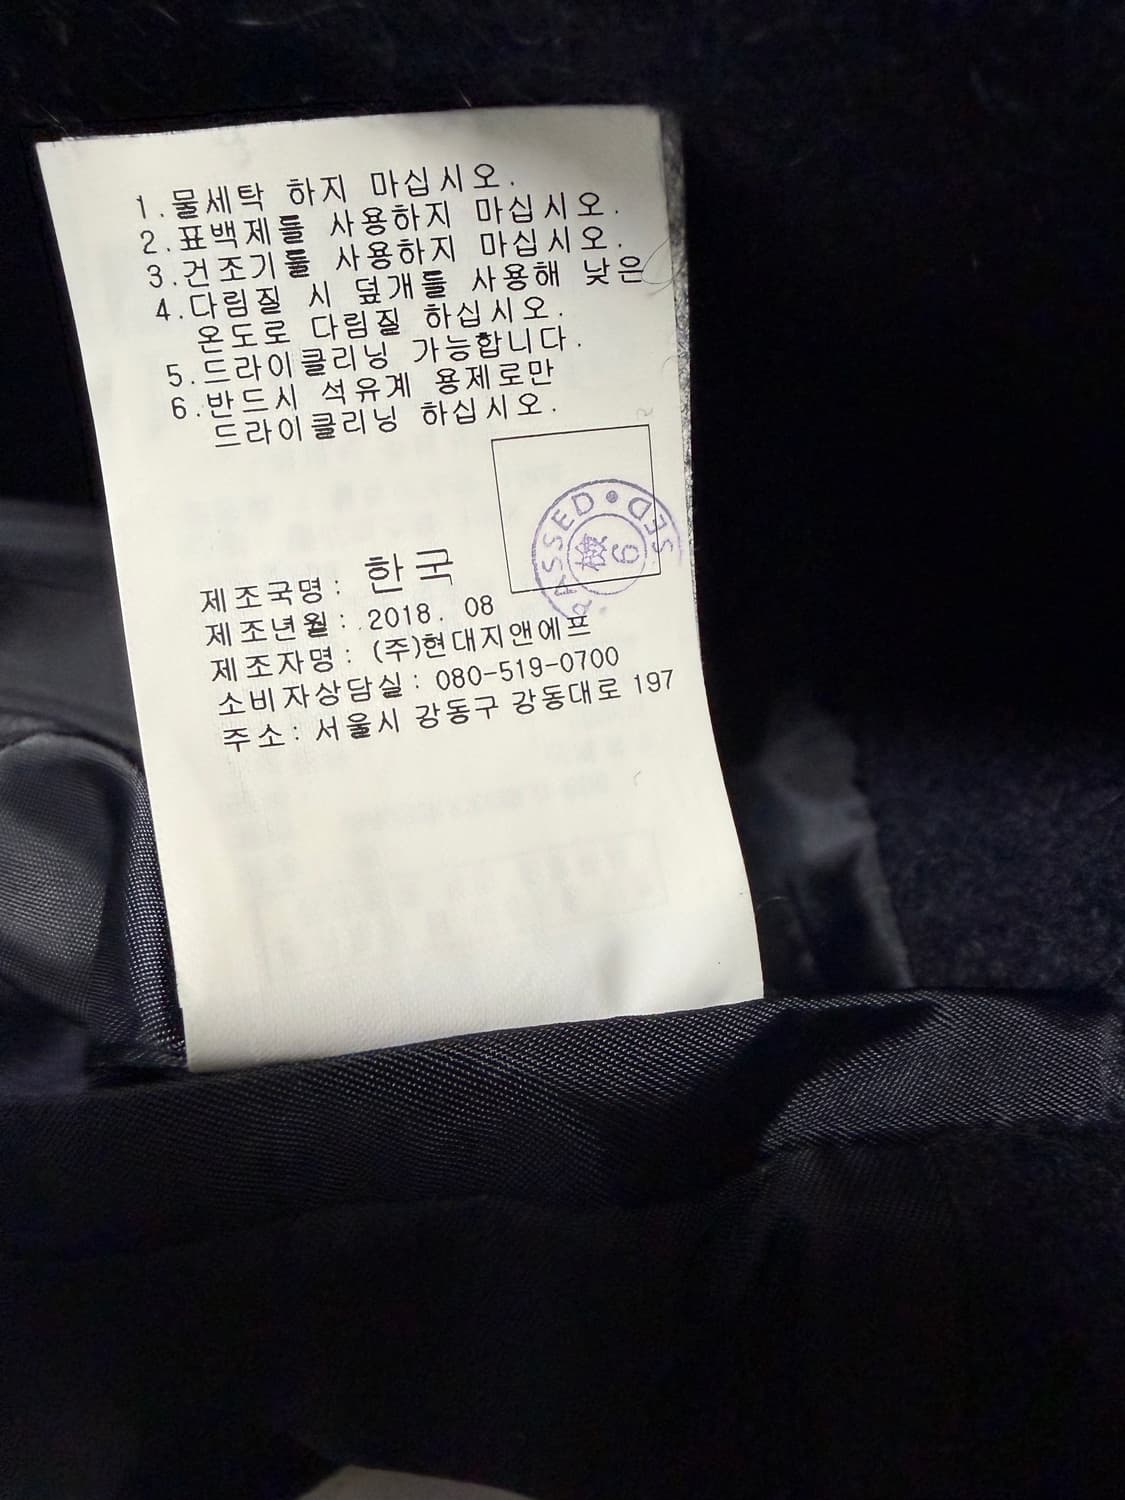 1.물세탁 하지 마십시오.
2.표백제를 사용하지 마십시오.
3.건조기를 사용하지 마십시오.
4.다림질 시 덮개를 사용해 낮은
온도로 다림질 하십시오.
5.드라이클리닝 가능합니다.
6.반드시 석유계 용제로만
드라이클리닝 하십시오.
제조국명: 한국
제조년월: 2018. 08
제조자명: (주)현대지앤에프
소비자상담실: 080-519-0700
주소: 서울시 강동구 강동대로 197
6